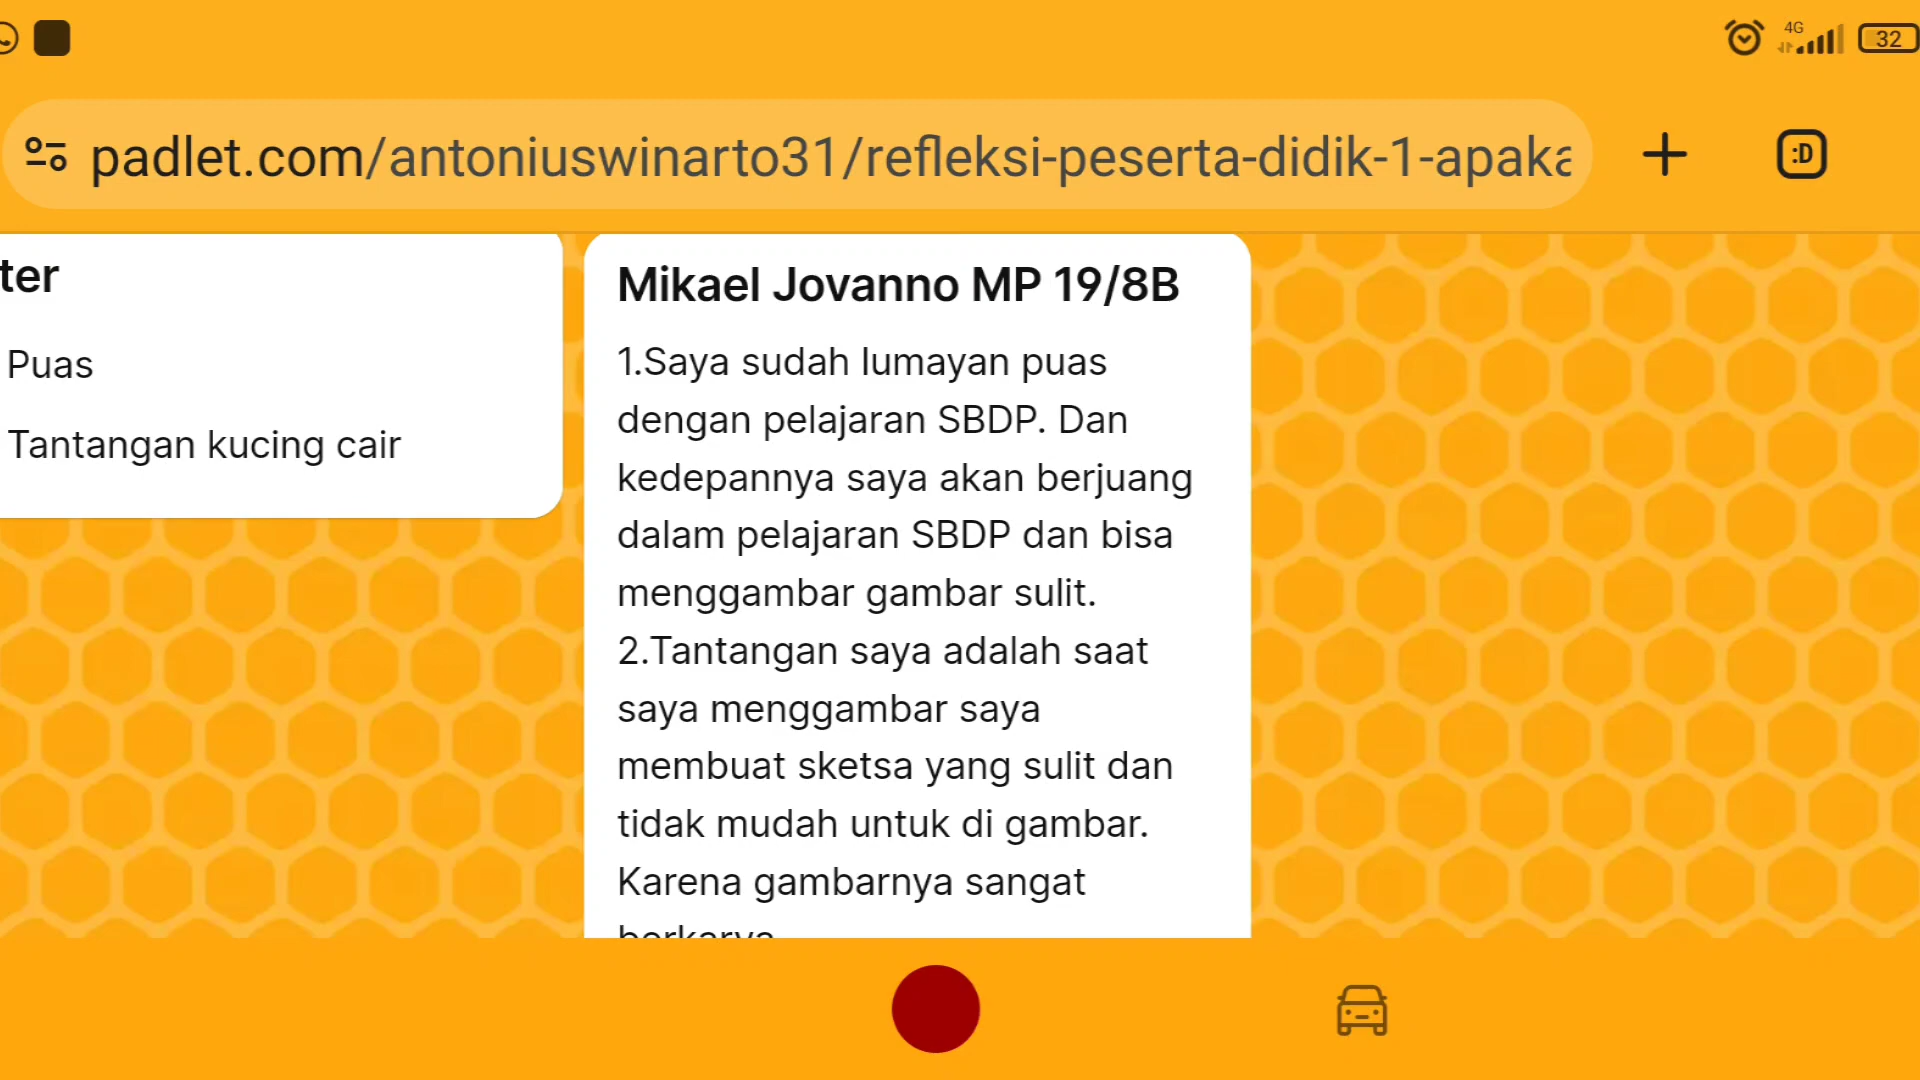 4G
32
padlet.com/antoniuswinarto31/refleksi-peserta-didik-1-apaka
:D
ter
Puas
Tantangan kucing cair
Mikael Jovanno MP 19/8B
1.Saya sudah lumayan puas
dengan pelajaran SBDP. Dan
kedepannya saya akan berjuang
dalam pelajaran SBDP dan bisa
menggambar gambar sulit.
2.Tantangan saya adalah saat
saya menggambar saya
membuat sketsa yang sulit dan
tidak mudah untuk di gambar.
Karena gambarnya sangat